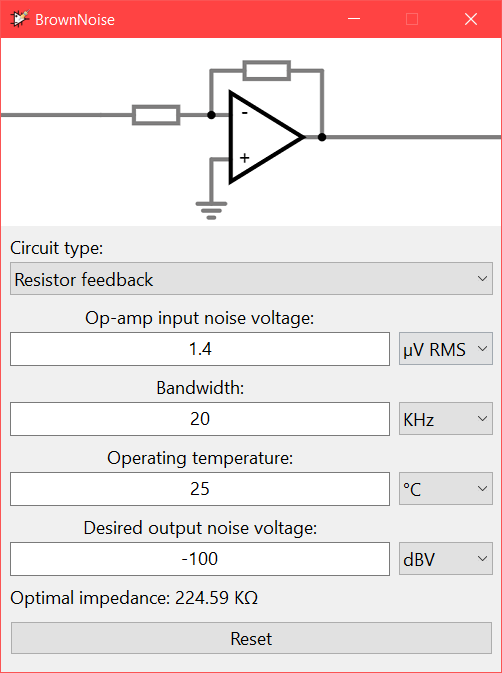 BrownNoise
-
+
Circuit type:
Resistor feedback
Op-amp input noise voltage:
1.4 µV RMS
Bandwidth:
20 KHz
Operating temperature:
25 °C
Desired output noise voltage:
-100 dBV
Optimal impedance: 224.59 KΩ
Reset